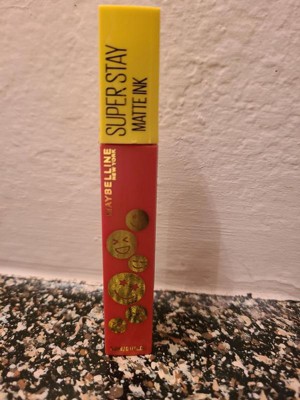 SUPER STAY
MATTE INK
MAYBELLINE
NEW YORK